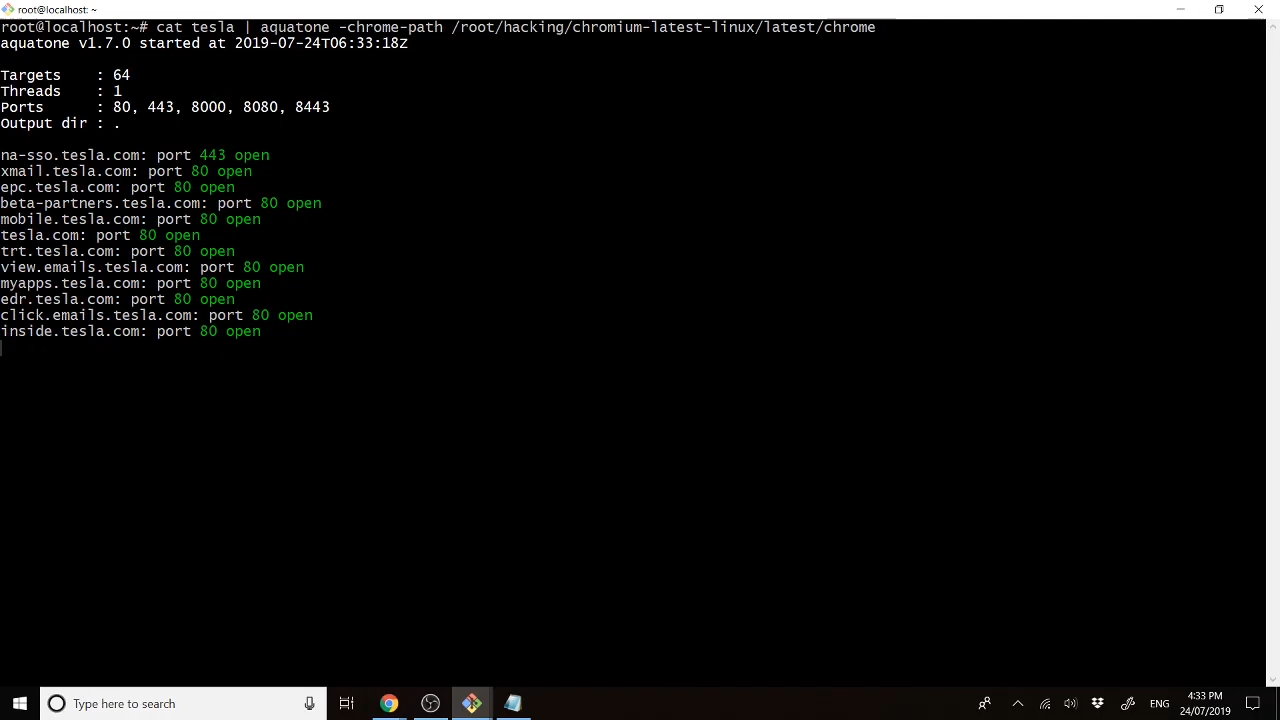 root@localhost: ~
root@localhost:~# cat tesla | aquatone -chrome-path /root/hacking/chromium-latest-linux/latest/chrome
aquatone v1.7.0 started at 2019-07-24T06:33:18Z
Targets    : 64
Threads    : 1
Ports      : 80, 443, 8000, 8080, 8443
Output dir : .
na-sso.tesla.com: port 443 open
xmail.tesla.com: port 80 open
epc.tesla.com: port 80 open
beta-partners.tesla.com: port 80 open
mobile.tesla.com: port 80 open
tesla.com: port 80 open
trt.tesla.com: port 80 open
view.emails.tesla.com: port 80 open
myapps.tesla.com: port 80 open
edr.tesla.com: port 80 open
click.emails.tesla.com: port 80 open
inside.tesla.com: port 80 open
Type here to search
ENG
4:33 PM
24/07/2019